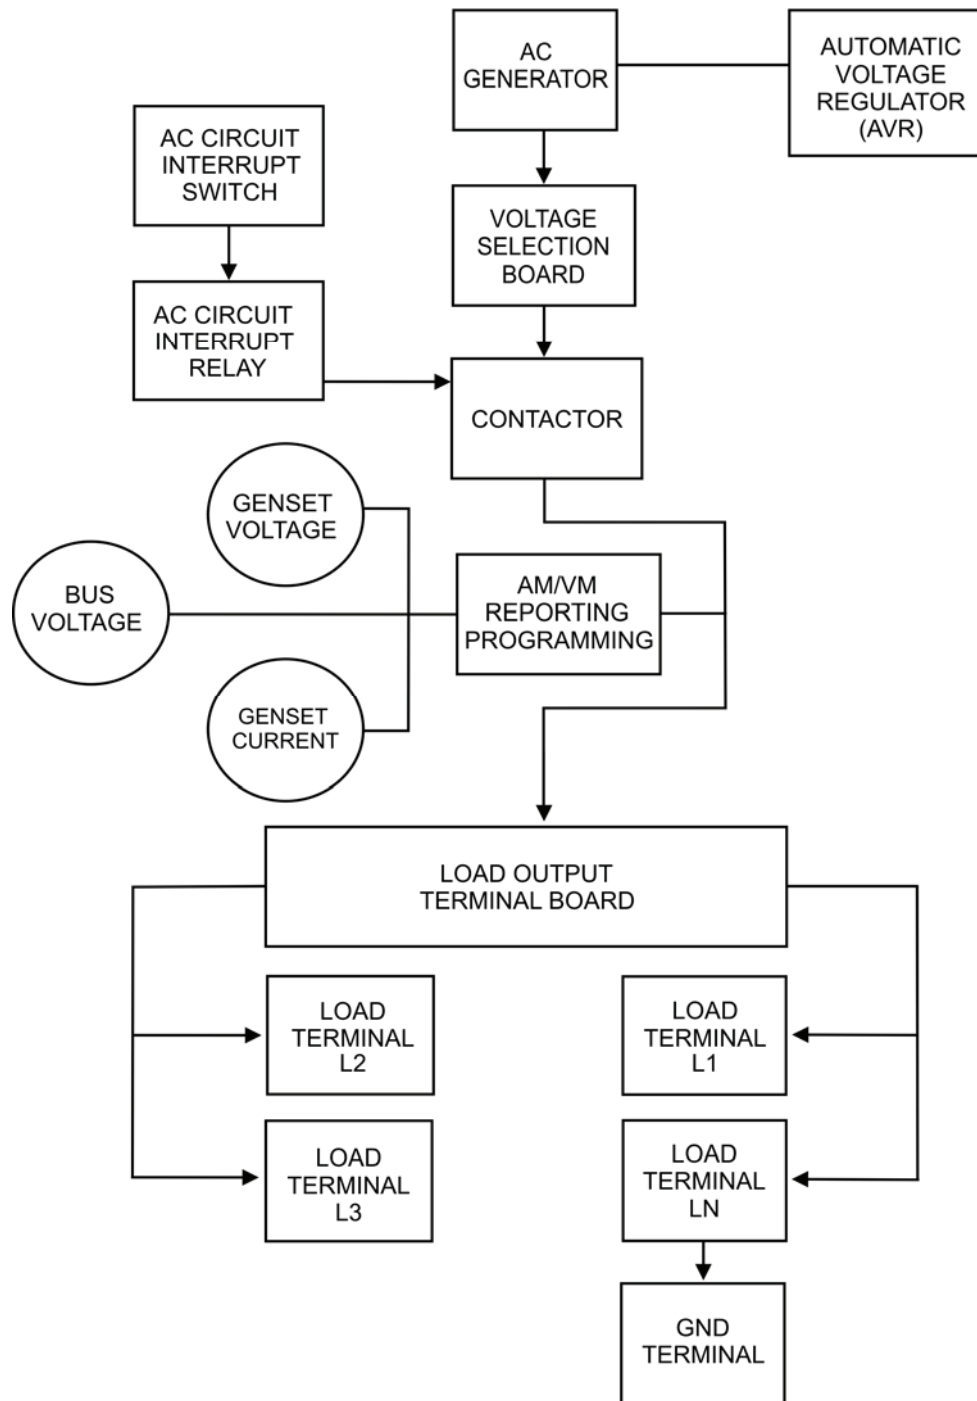 AC
GENERATOR
AUTOMATIC
VOLTAGE
REGULATOR
(AVR)
AC CIRCUIT
INTERRUPT
SWITCH
VOLTAGE
SELECTION
BOARD
AC CIRCUIT
INTERRUPT
RELAY
CONTACTOR
GENSET
VOLTAGE
BUS
VOLTAGE
AM/VM
REPORTING
PROGRAMMING
GENSET
CURRENT
LOAD OUTPUT
TERMINAL BOARD
LOAD
TERMINAL
L2
LOAD
TERMINAL
L1
LOAD
TERMINAL
L3
LOAD
TERMINAL
LN
GND
TERMINAL